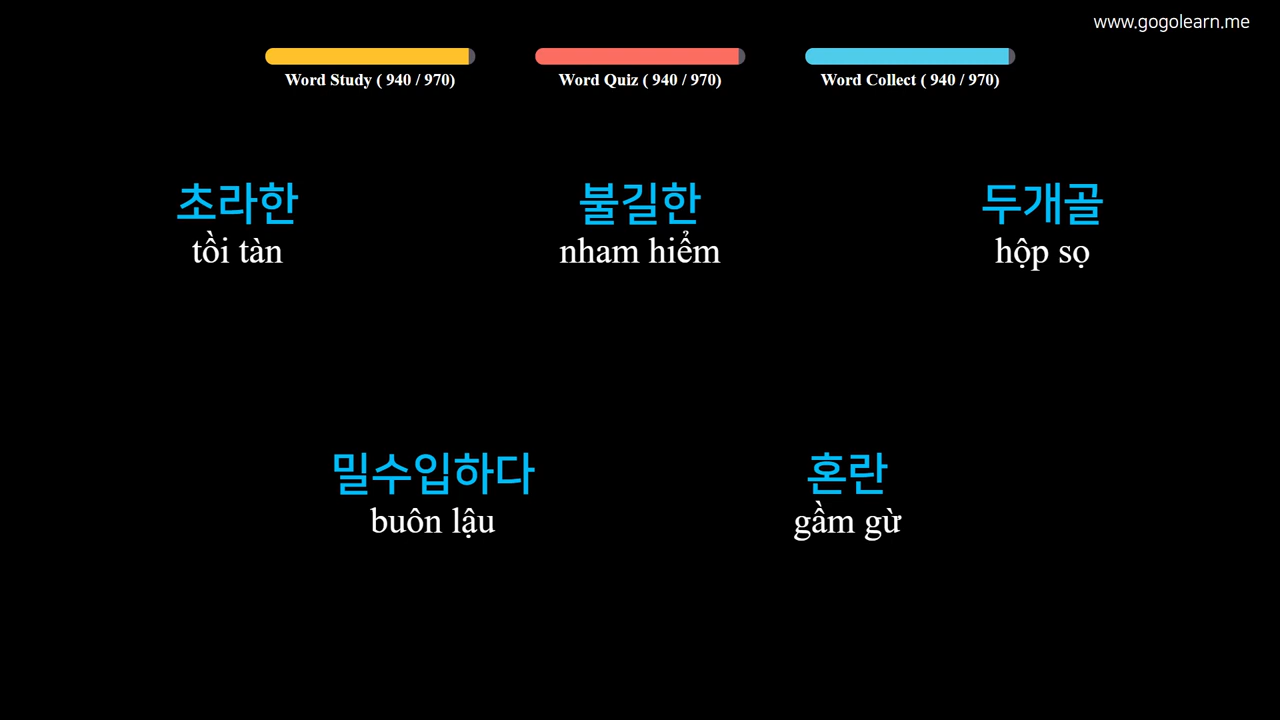 www.gogolearn.me
Word Study ( 940 / 970)
Word Quiz ( 940 / 970)
Word Collect ( 940 / 970)
초라한
tồi tàn
불길한
nham hiểm
두개골
hộp sọ
밀수입하다
buôn lậu
혼란
gầm gừ